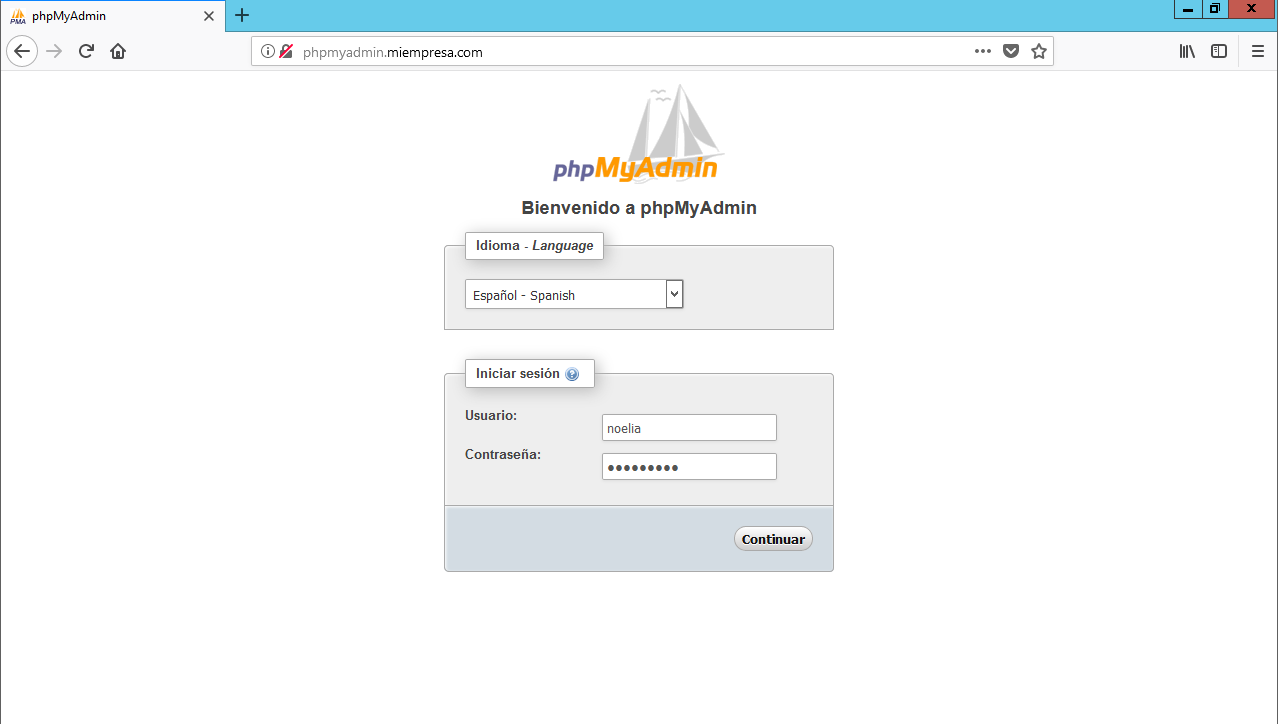 phpMyAdmin
phpmyadmin.miempresa.com
phpMyAdmin
Bienvenido a phpMyAdmin
Idioma - Language
Español - Spanish
Iniciar sesión
Usuario:
noelia
Contraseña:
•••••••••
Continuar